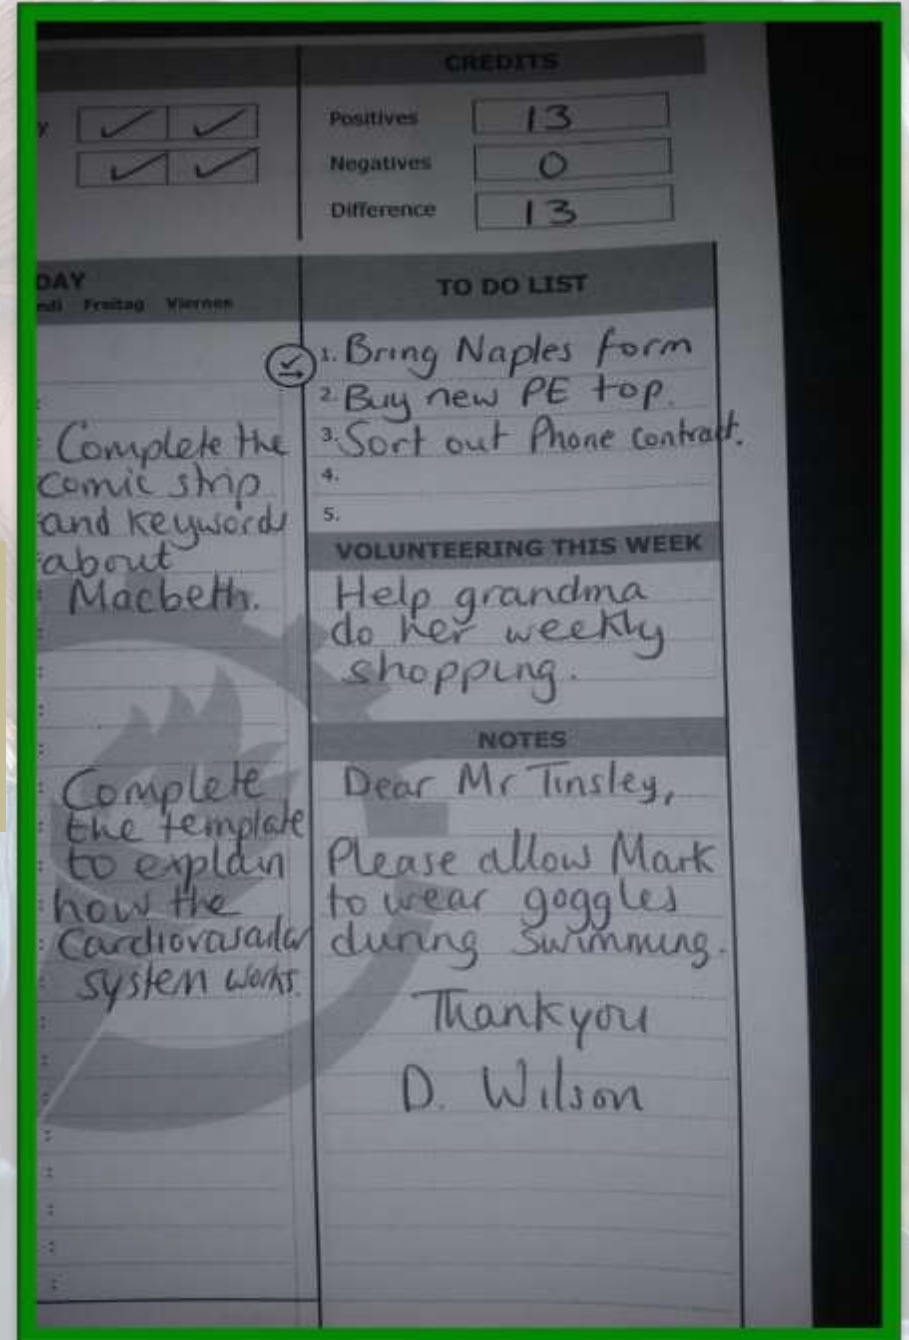 CREDITS
Positives 13
Negatives 0
Difference 13
DAY
Freitag Viernes
Complete the
comic strip
and keywords
about
Macbeth.
Complete
the template
to explain
how the
system works.
TO DO LIST
1. Bring Naples form
2. Buy new PE top.
3. Sort out Phone contract.
4.
5.
VOLUNTEERING THIS WEEK
Help grandma
do her weekly
shopping.
NOTES
Dear Mr Tinsley,
Please allow Mark
to wear goggles
during swimming.
Thankyou
D. Wilson